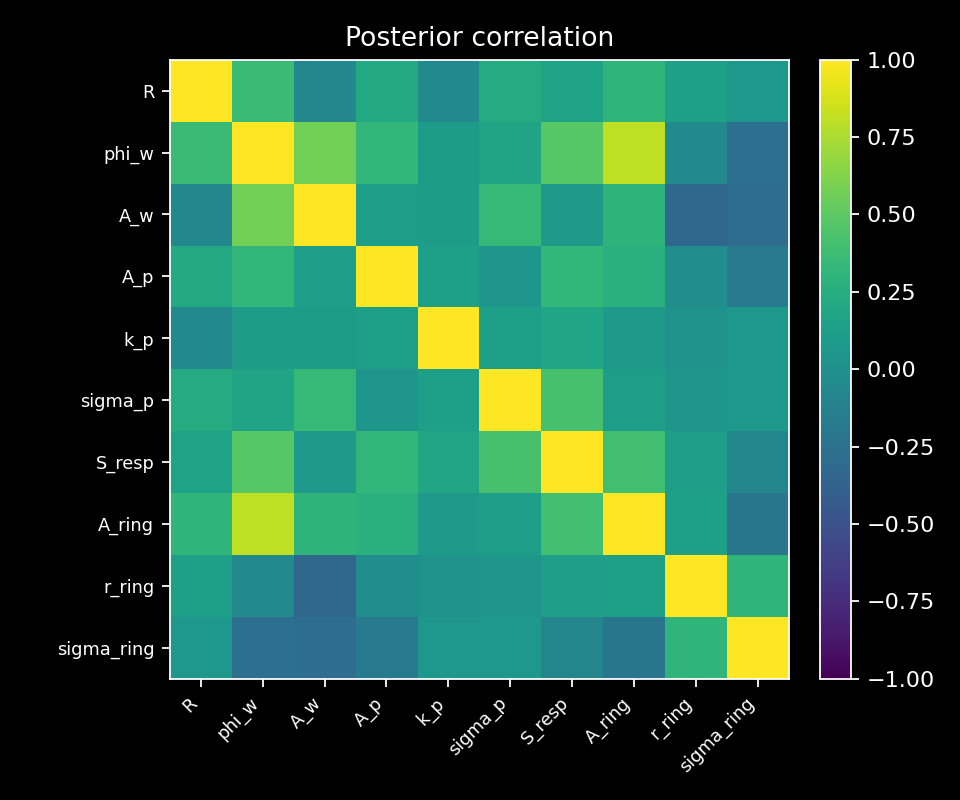 Posterior correlation
R
phi_w
A_w
A_p
k_p
sigma_p
S_resp
A_ring
r_ring
sigma_ring
R
phi_w
A_w
A_p
k_p
sigma_p
S_resp
A_ring
r_ring
sigma_ring
1.00
0.75
0.50
0.25
0.00
−0.25
−0.50
−0.75
−1.00